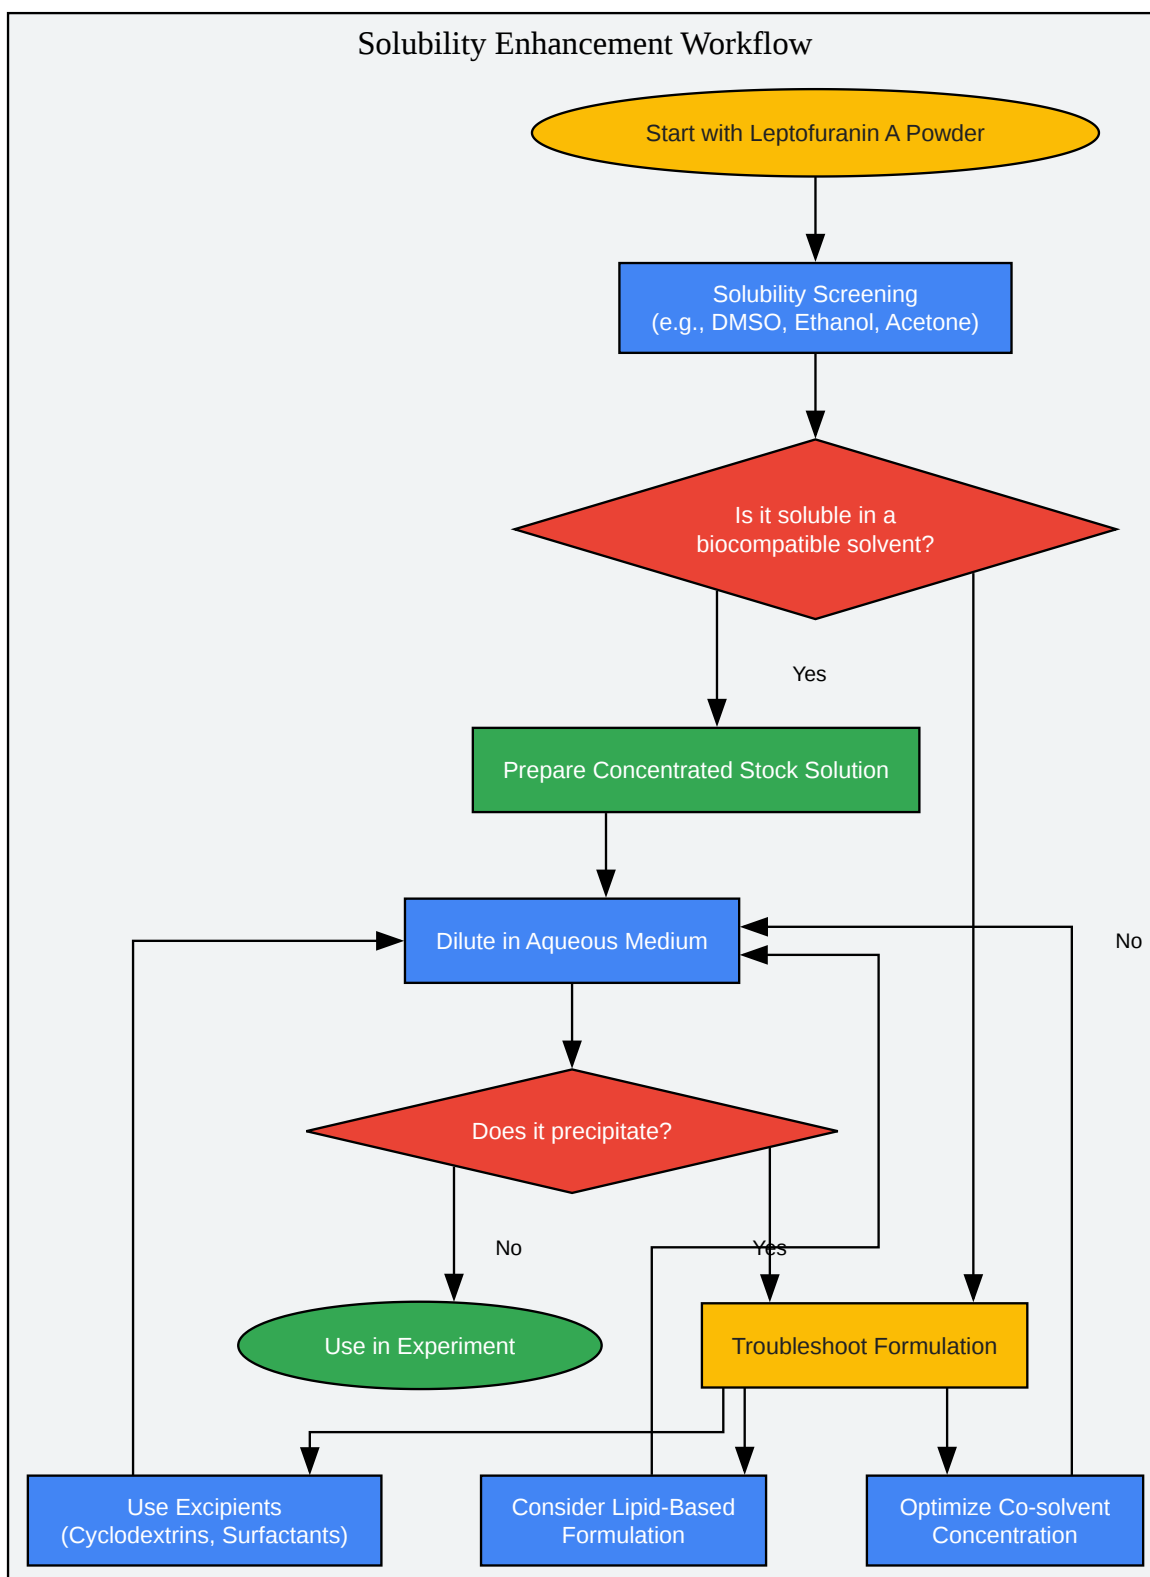 Solubility Enhancement Workflow
Start with Leptofuranin A Powder
Solubility Screening
(e.g., DMSO, Ethanol, Acetone)
Is it soluble in a
biocompatible solvent?
Yes
Prepare Concentrated Stock Solution
Dilute in Aqueous Medium
No
Does it precipitate?
No
Yes
Use in Experiment
Troubleshoot Formulation
Use Excipients
(Cyclodextrins, Surfactants)
Consider Lipid-Based
Formulation
Optimize Co-solvent
Concentration